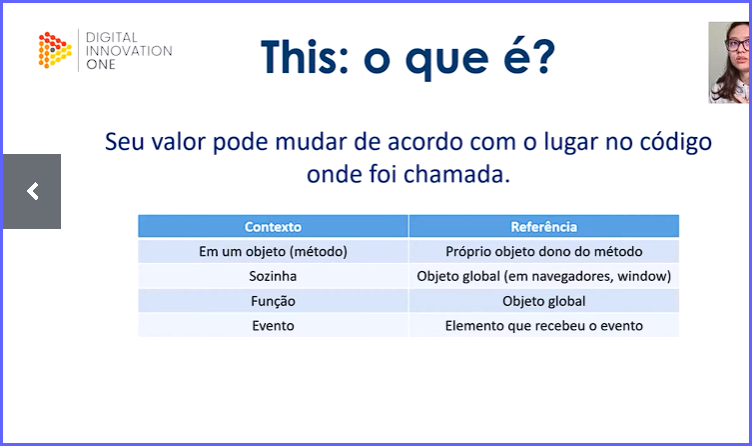 DIGITAL
INNOVATION
ONE
This: o que é?
Seu valor pode mudar de acordo com o lugar no código
onde foi chamada.
Contexto Referência
Em um objeto (método) Próprio objeto dono do método
Sozinha Objeto global (em navegadores, window)
Função Objeto global
Evento Elemento que recebeu o evento